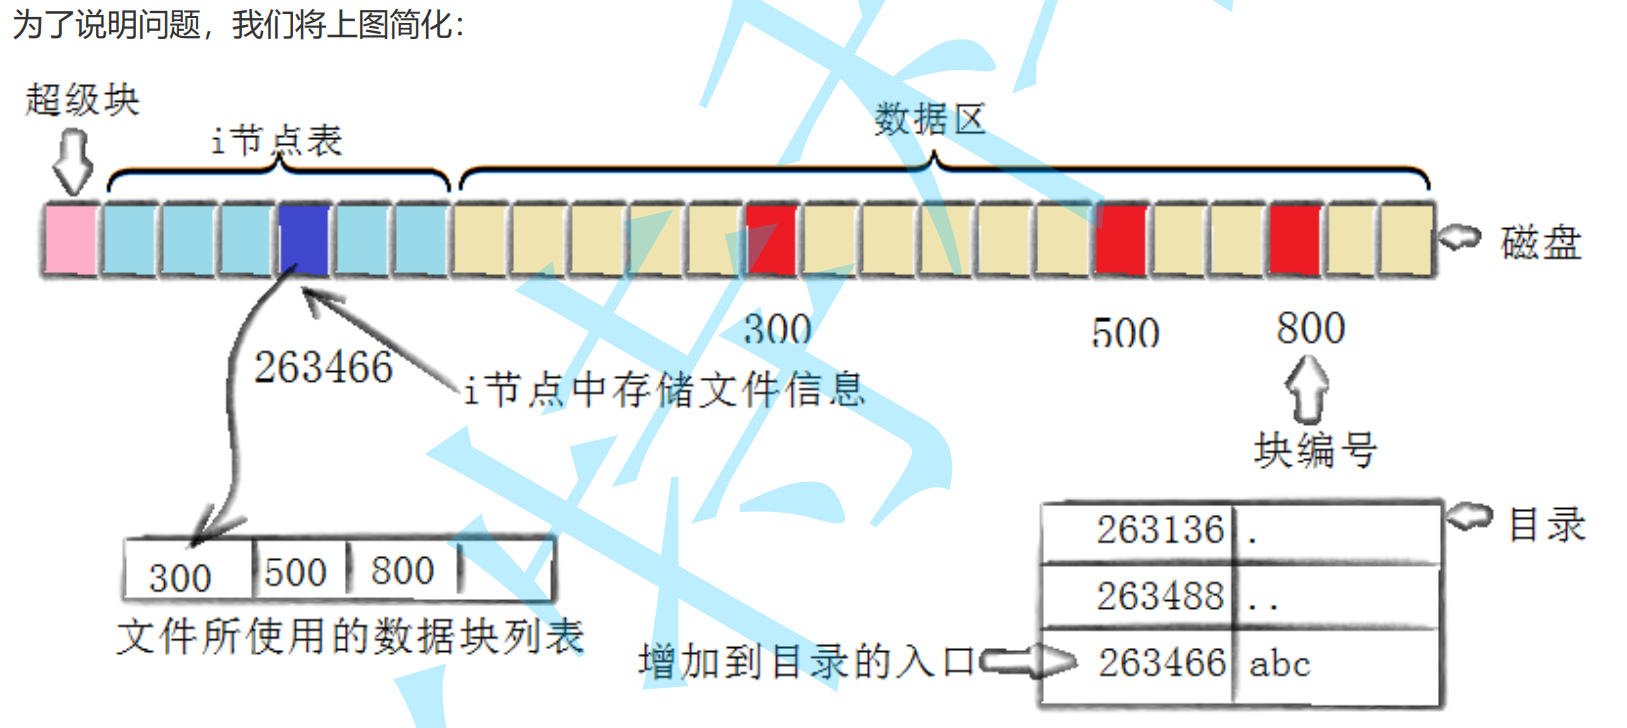 为了说明问题，我们将上图简化：
超级块
i节点表
数据区
磁盘
300
500
800
263466
i节点中存储文件信息
块编号
300 500 800
文件所使用的数据块列表
目录
263136 .
263488 ..
增加到目录的入口
263466 abc